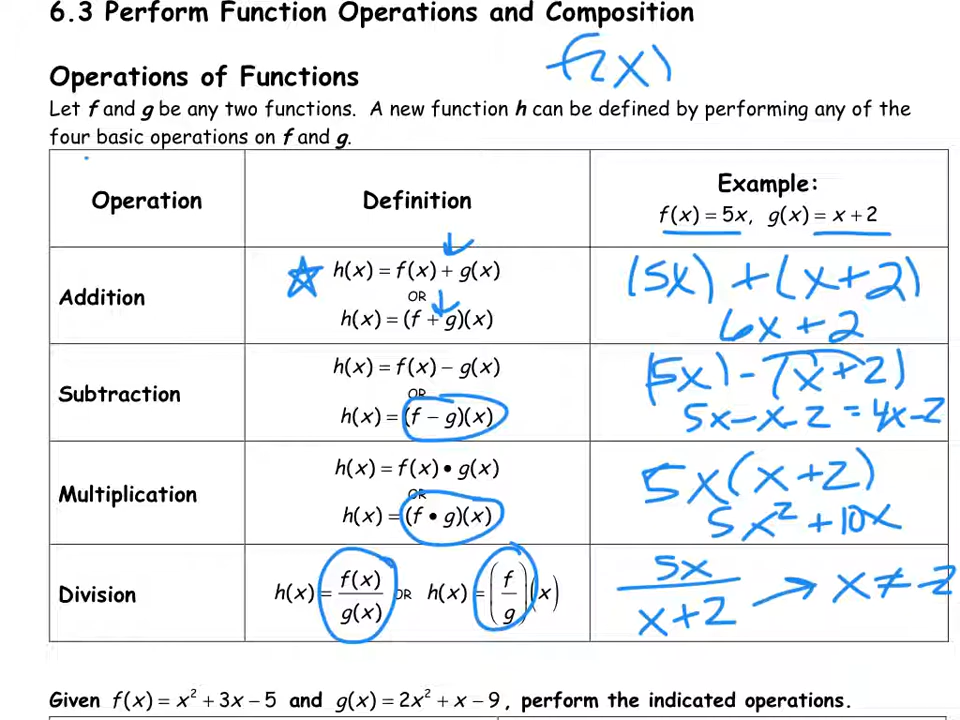 6.3 Perform Function Operations and Composition
f(x)
Operations of Functions
Let f and g be any two functions. A new function h can be defined by performing any of the
four basic operations on f and g.
Operation
Definition
Example:
f(x) = 5x, g(x) = x + 2
Addition
h(x) = f(x) + g(x)
OR
h(x) = (f + g)(x)
(5x) + (x+2)
6x + 2
Subtraction
h(x) = f(x) − g(x)
OR
h(x) = (f − g)(x)
(5x) - (x+2)
5x-x-2 = 4x-2
Multiplication
h(x) = f(x) • g(x)
OR
h(x) = (f • g)(x)
5x(x+2)
5x² + 10x
Division
h(x) = f(x)/g(x) OR h(x) = (f/g)(x)
5x/(x+2) → x ≠ -2
Given f(x) = x² + 3x − 5 and g(x) = 2x² + x − 9, perform the indicated operations.